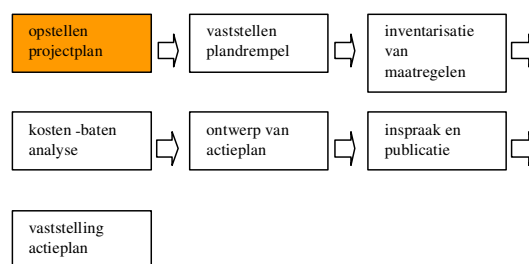 opstellen
projectplan
vaststellen
plandrempel
inventarisatie
van
maatregelen
kosten -baten
analyse
ontwerp van
actieplan
inspraak en
publicatie
vaststelling
actieplan